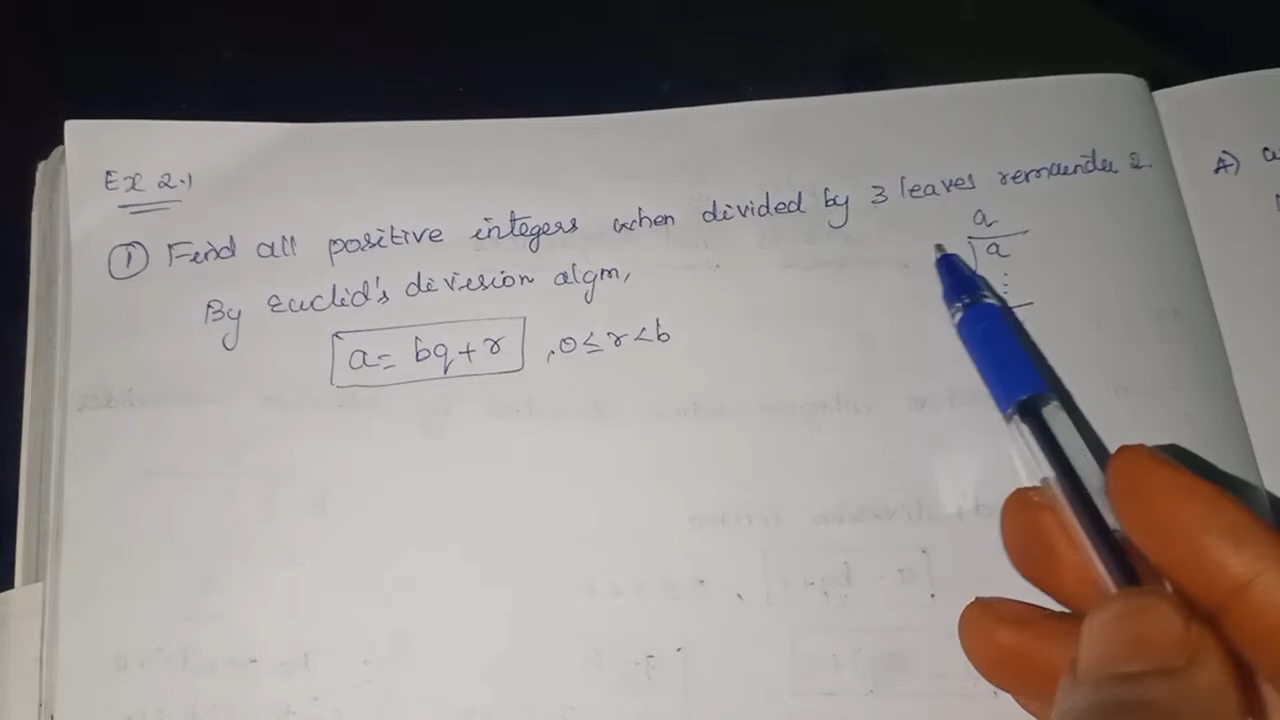 Ex 2.1
① Find all positive integers when divided by 3 leaves remainder 2.
By Euclid's division algm,
a = bq + r , 0 ≤ r < b
a
a
⋮
A) a